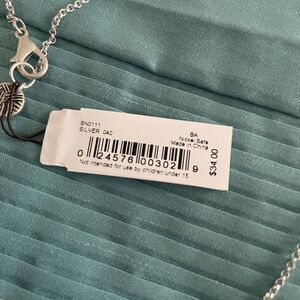 SN0111
SILVER 040
BA
Nickel Safe
Made in China
0 24576 00302 9
Not intended for use by children under 15
$34.00